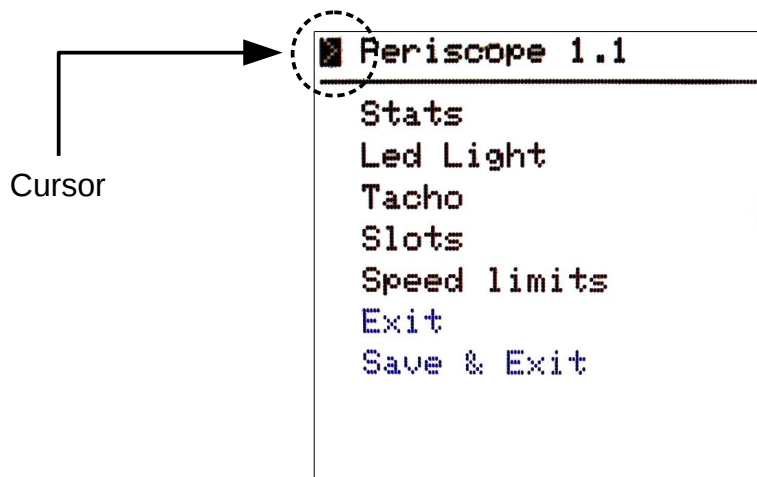 Periscope 1.1
Stats
Led Light
Tacho
Slots
Speed limits
Exit
Save & Exit
Cursor